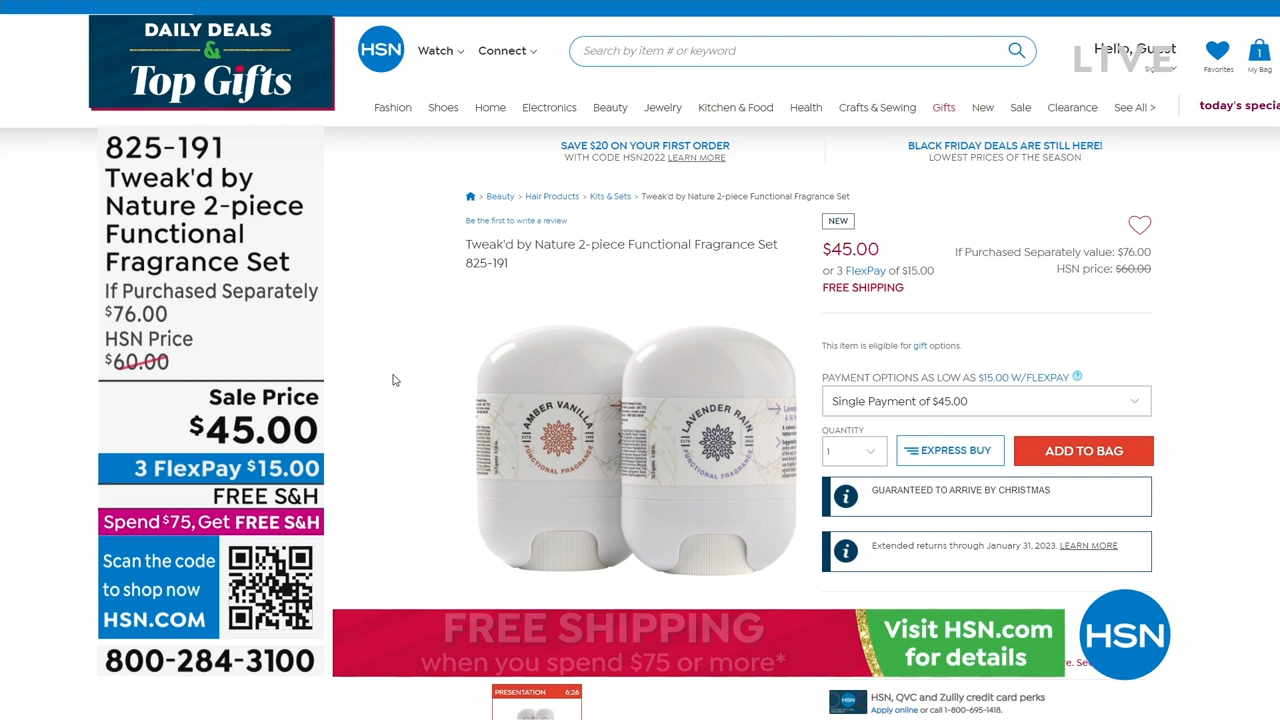 DAILY DEALS
&
Top Gifts
HSN
Watch
Connect
Search by item # or keyword
Hello, Guest
LIVE
Favorites
1
My Bag
Fashion
Shoes
Home
Electronics
Beauty
Jewelry
Kitchen & Food
Health
Crafts & Sewing
Gifts
New
Sale
Clearance
See All >
today's specia
SAVE $20 ON YOUR FIRST ORDER
WITH CODE HSN2022 LEARN MORE
BLACK FRIDAY DEALS ARE STILL HERE!
LOWEST PRICES OF THE SEASON
825-191
Tweak'd by
Nature 2-piece
Functional
Fragrance Set
If Purchased Separately
$76.00
HSN Price
$60.00
Sale Price
$45.00
3 FlexPay $15.00
FREE S&H
Spend $75, Get FREE S&H
Scan the code
to shop now
HSN.COM
800-284-3100
> Beauty > Hair Products > Kits & Sets > Tweak'd by Nature 2-piece Functional Fragrance Set
Be the first to write a review
Tweak'd by Nature 2-piece Functional Fragrance Set
825-191
AMBER VANILLA
FUNCTIONAL FRAGRANCE
LAVENDER RAIN
FUNCTIONAL FRAGRANCE
NEW
$45.00
If Purchased Separately value: $76.00
or 3 FlexPay of $15.00
HSN price: $60.00
FREE SHIPPING
This item is eligible for gift options.
PAYMENT OPTIONS AS LOW AS $15.00 W/FLEXPAY ?
Single Payment of $45.00
QUANTITY
1
EXPRESS BUY
ADD TO BAG
GUARANTEED TO ARRIVE BY CHRISTMAS
Extended returns through January 31, 2023. LEARN MORE
FREE SHIPPING
when you spend $75 or more*
Visit HSN.com
for details
HSN
PRESENTATION 6:26
HSN, QVC and Zulily credit card perks
Apply online or call 1-800-695-1418.